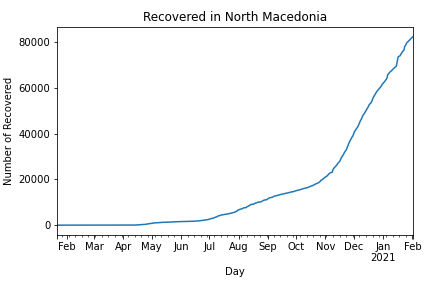 Recovered in North Macedonia
80000
60000
40000
20000
0
Number of Recovered
Feb Mar Apr May Jun Jul Aug Sep Oct Nov Dec Jan Feb
2021
Day